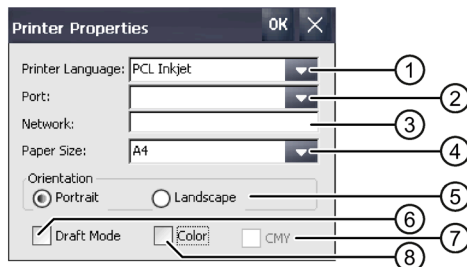 Printer Properties OK
Printer Language: PCL Inkjet 1
Port: 2
Network: 3
Paper Size: A4 4
Orientation
Portrait Landscape 5
6
Draft Mode Color CMY 7
8